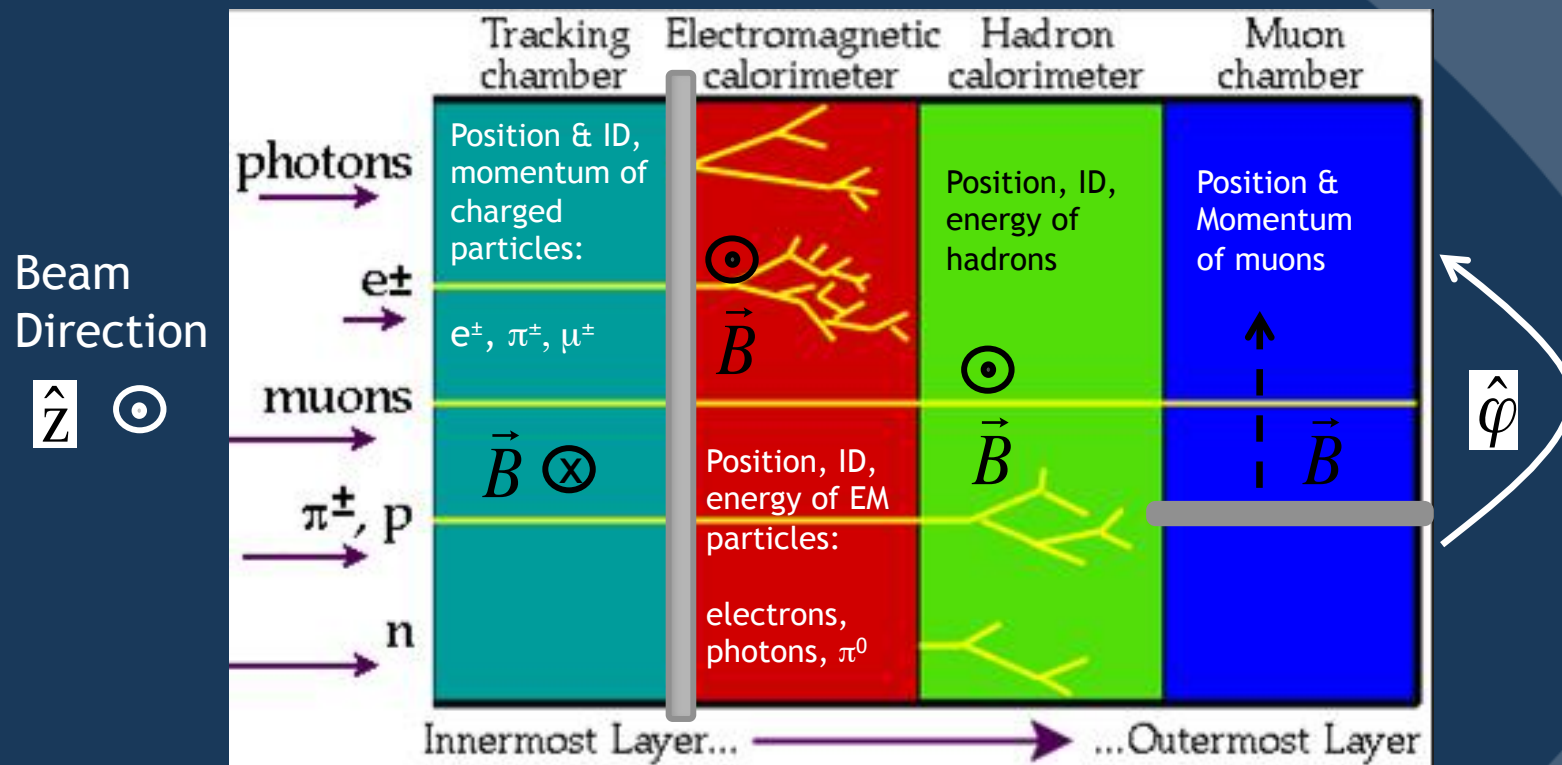 Tracking chamber
Electromagnetic calorimeter
Hadron calorimeter
Muon chamber
Beam
Direction
ẑ
photons
e±
muons
π±, p
n
Position & ID,
momentum of
charged
particles:
e±, π±, μ±
B⃗ x
B⃗
Position, ID,
energy of EM
particles:
electrons,
photons, π⁰
Position, ID,
energy of
hadrons
B⃗
Position &
Momentum
of muons
B⃗
φ̂
Innermost Layer... ...Outermost Layer